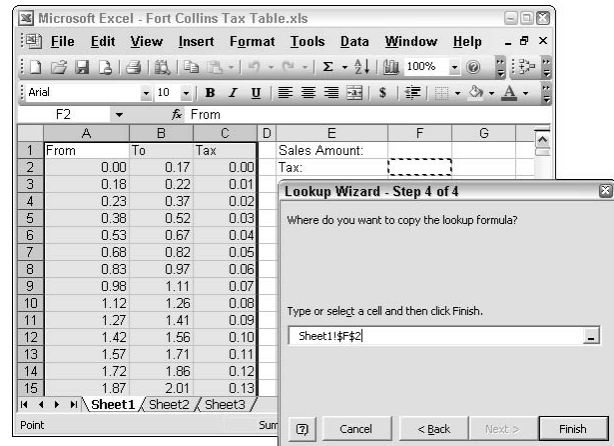 Microsoft Excel - Fort Collins Tax Table.xls
File Edit View Insert Format Tools Data Window Help
100%
Arial 10 B I U $ A
F2 fx From
A B C D E F G
1 From To Tax Sales Amount:
2 0.00 0.17 0.00 Tax:
3 0.18 0.22 0.01
4 0.23 0.37 0.02
5 0.38 0.52 0.03
6 0.53 0.67 0.04
7 0.68 0.82 0.05
8 0.83 0.97 0.06
9 0.98 1.11 0.07
10 1.12 1.26 0.08
11 1.27 1.41 0.09
12 1.42 1.56 0.10
13 1.57 1.71 0.11
14 1.72 1.86 0.12
15 1.87 2.01 0.13
Sheet1 Sheet2 Sheet3
Point Sum
Lookup Wizard - Step 4 of 4
Where do you want to copy the lookup formula?
Type or select a cell and then click Finish.
Sheet1!$F$2
Cancel < Back Next > Finish